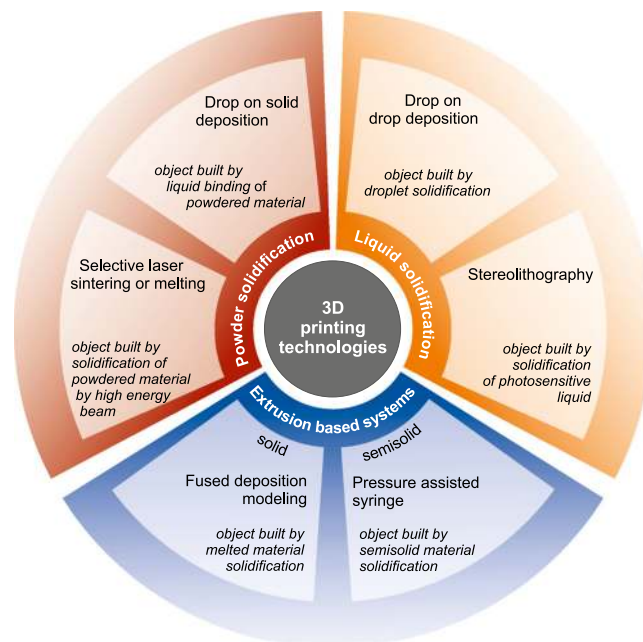 Drop on solid
deposition
object built by
liquid binding of
powdered material
Drop on
drop deposition
object built by
droplet solidification
Selective laser
sintering or melting
object built by
solidification of
powdered material
by high energy
beam
Powder solidification
3D
printing
technologies
Liquid solidification
Stereolithography
object built by
solidification
of photosensitive
liquid
Extrusion based systems
solid
semisolid
Fused deposition
modeling
object built by
melted material
solidification
Pressure assisted
syringe
object built by
semisolid material
solidification